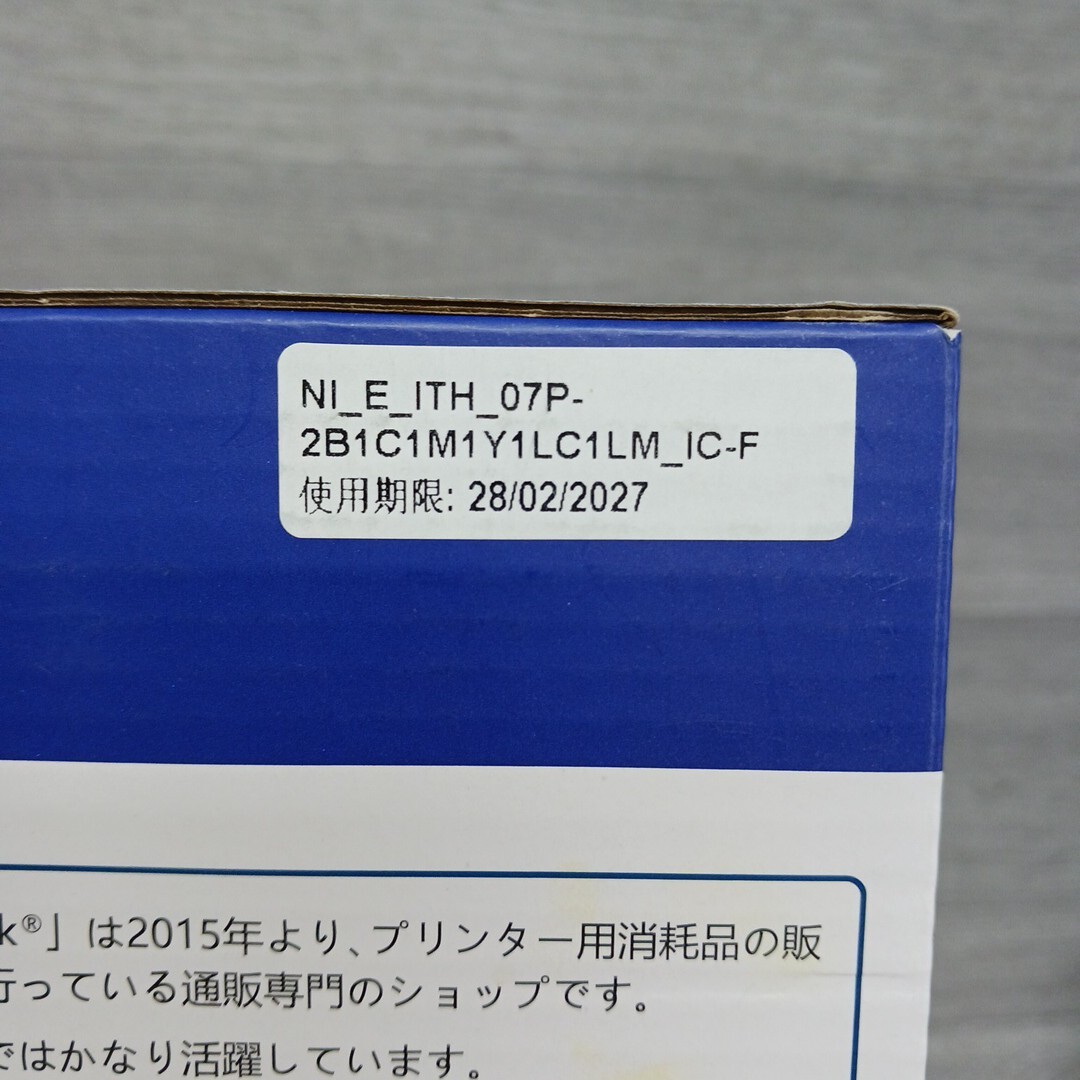 NI_E_ITH_07P-
2B1C1M1Y1LC1LM_IC-F
使用期限: 28/02/2027
k®」は2015年より、プリンター用消耗品の販
行っている通販専門のショップです。
ではかなり活躍しています。